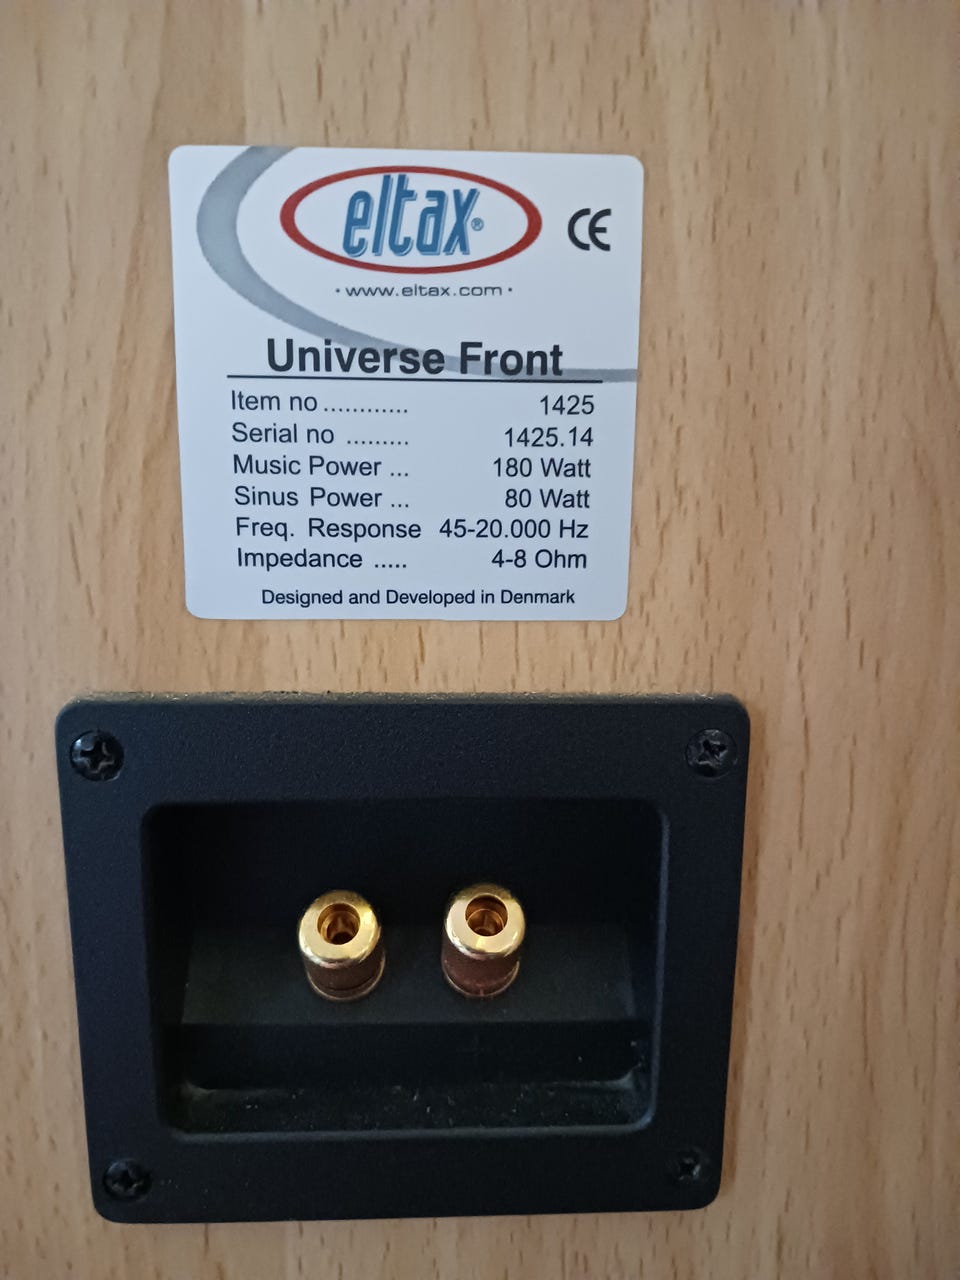 eltax®
CE
·www.eltax.com·
Universe Front
Item no ............ 1425
Serial no ......... 1425.14
Music Power ... 180 Watt
Sinus Power ... 80 Watt
Freq. Response 45-20.000 Hz
Impedance ..... 4-8 Ohm
Designed and Developed in Denmark